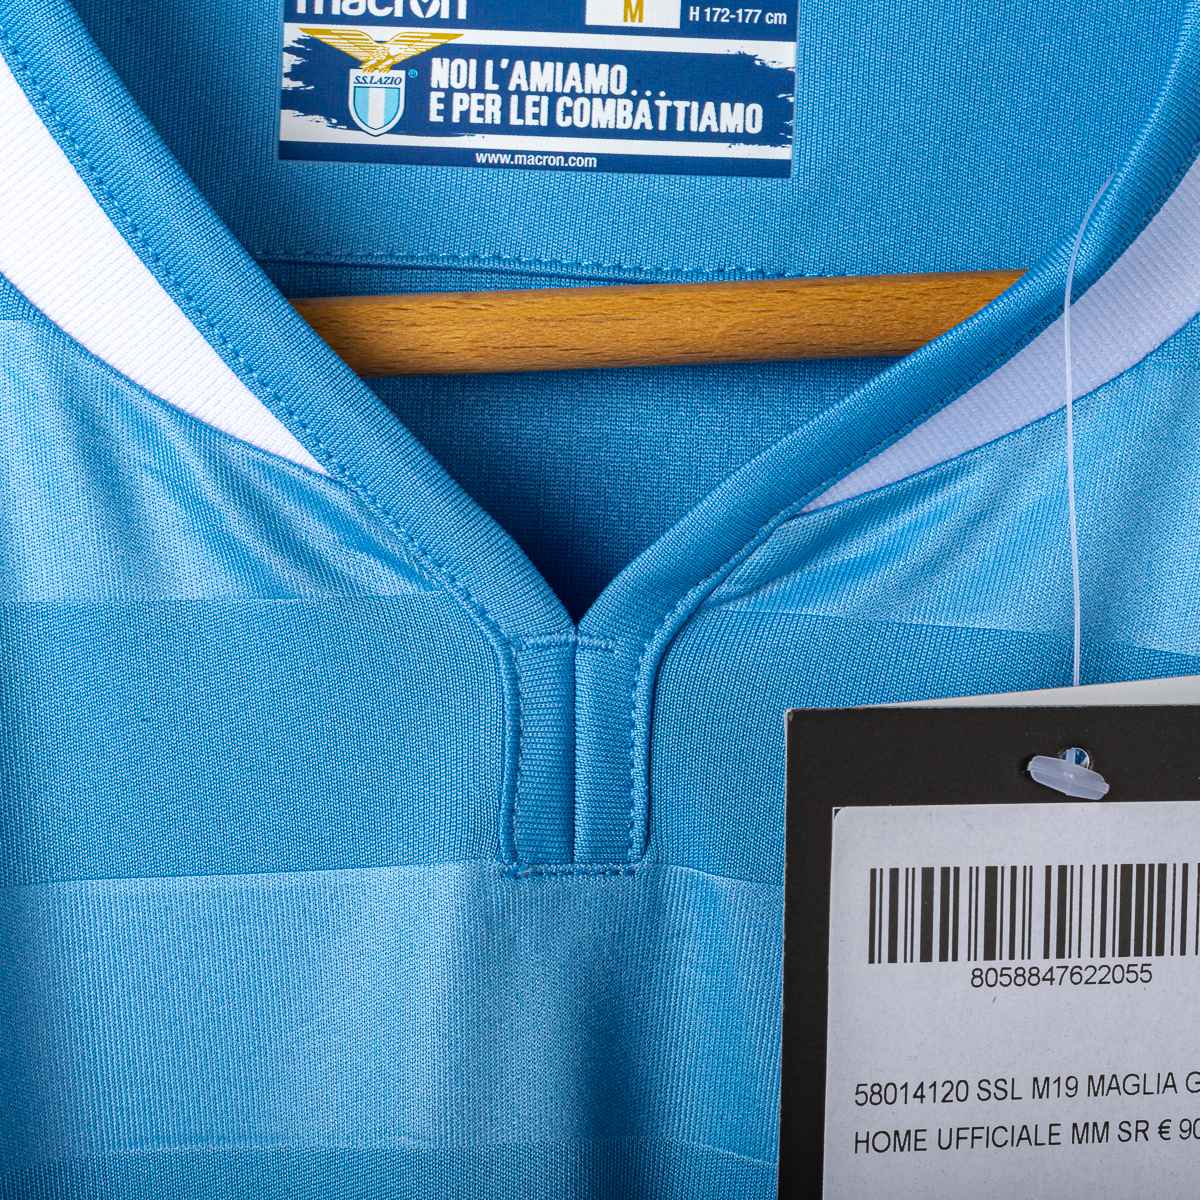 macron
M
H 172-177 cm
S.S.LAZIO
®
NOI L'AMIAMO...
E PER LEI COMBATTIAMO
www.macron.com
8058847622055
58014120 SSL M19 MAGLIA G
HOME UFFICIALE MM SR € 90